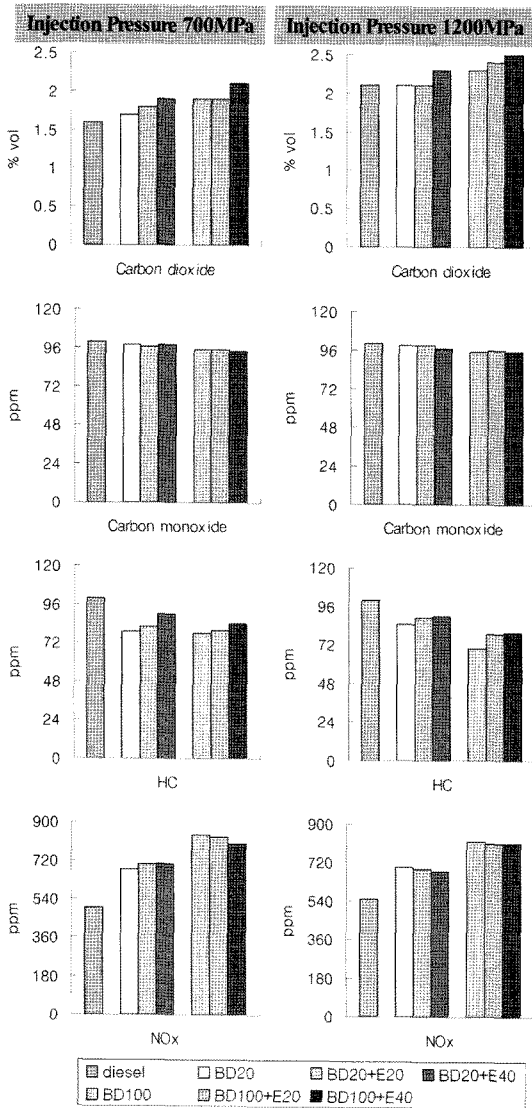 Injection Pressure 700MPa
Injection Pressure 1200MPa
2.5
2
1.5
1
0.5
0
% vol
Carbon dioxide
2.5
2
1.5
1
0.5
0
% vol
Carbon dioxide
120
96
72
48
24
0
ppm
Carbon monoxide
120
96
72
48
24
0
ppm
Carbon monoxide
120
96
72
48
24
0
ppm
HC
120
96
72
48
24
0
ppm
HC
900
720
540
360
180
0
ppm
NOx
900
720
540
360
180
0
ppm
NOx
diesel BD20 BD20+E20 BD20+E40
BD100 BD100+E20 BD100+E40